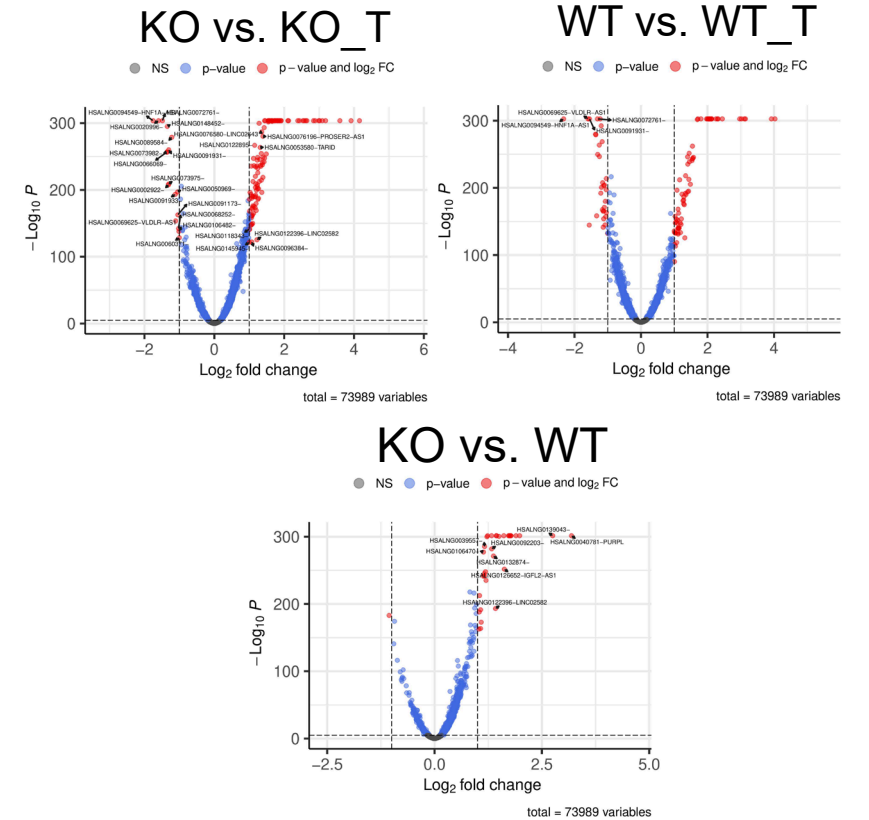 KO vs. KO_T
NS p-value p-value and log2 FC
HSALNG0094549-HNF1A-AS1
HSALNG0072761-
HSALNG0020996-
HSALNG0148452-
HSALNG0076580-LINC02643
HSALNG0076196-PROSER2-AS1
HSALNG0089584-
HSALNG0122895-
HSALNG0053580-TARID
HSALNG0073982-
HSALNG0091931-
HSALNG0066089-
HSALNG0073975-
HSALNG0002922-
HSALNG0050969-
HSALNG0091933-
HSALNG0091173-
HSALNG0068252-
HSALNG0069625-VLDLR-AS1
HSALNG0106482-
HSALNG0122396-LINC02582
HSALNG0096384-
300
200
100
0
-Log10 P
-2 0 2 4 6
Log2 fold change
total = 73989 variables
WT vs. WT_T
NS p-value p-value and log2 FC
HSALNG0069625-VLDLR-AS1
HSALNG0072761-
HSALNG0094549-HNF1A-AS1
HSALNG0091931-
300
200
100
0
-Log10 P
-4 -2 0 2 4
Log2 fold change
total = 73989 variables
KO vs. WT
NS p-value p-value and log2 FC
HSALNG0139043-
HSALNG0039551-
HSALNG0092203-
HSALNG0040781-PURPL
HSALNG0106470
HSALNG0132874-
HSALNG0126652-IGFL2-AS1
HSALNG0122396-LINC02582
300
200
100
0
-Log10 P
-2.5 0.0 2.5 5.0
Log2 fold change
total = 73989 variables